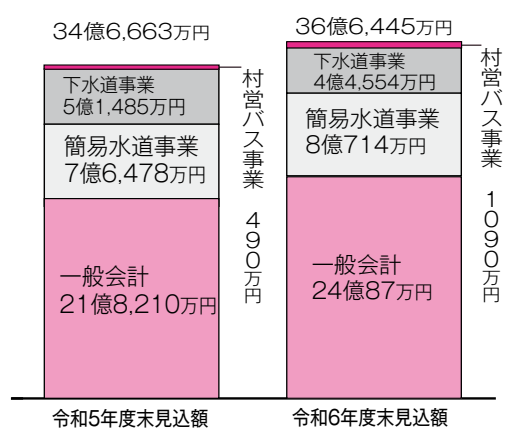 34億6,663万円
下水道事業
5億1,485万円
簡易水道事業
7億6,478万円
一般会計
21億8,210万円
村営バス事業 490万円
令和5年度末見込額
36億6,445万円
下水道事業
4億4,554万円
簡易水道事業
8億714万円
一般会計
24億87万円
村営バス事業 1090万円
令和6年度末見込額